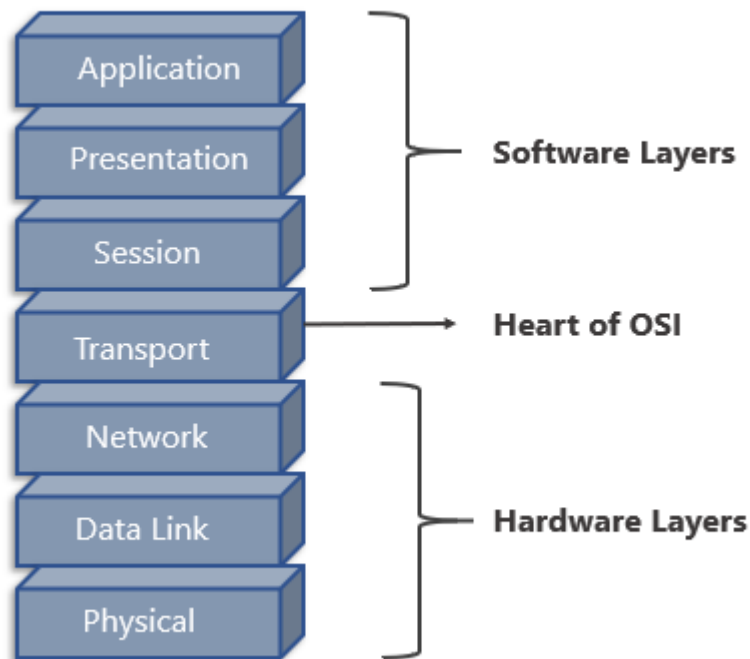 Application
Presentation
Software Layers
Session
Transport
Heart of OSI
Network
Data Link
Hardware Layers
Physical